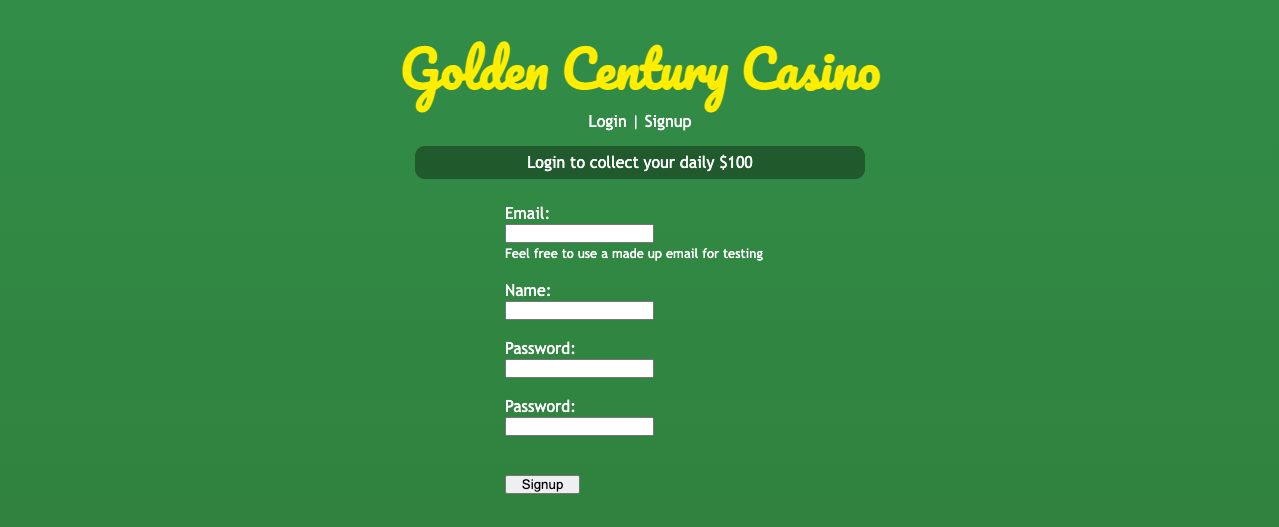 Golden Century Casino
Login | Signup
Login to collect your daily $100
Email:
Feel free to use a made up email for testing
Name:
Password:
Password:
Signup